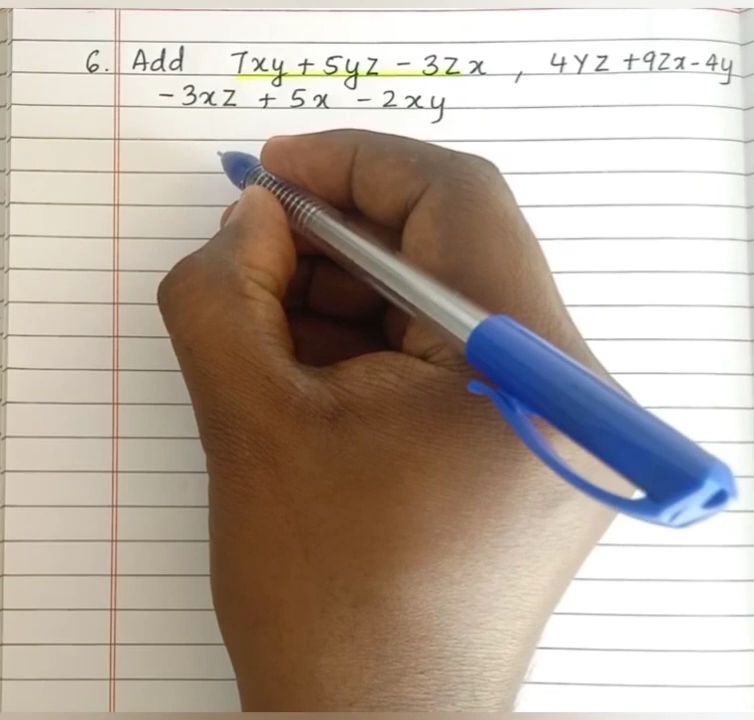 6. Add 7xy + 5yz - 3zx , 4yz + 9zx - 4y
- 3xz + 5x - 2xy